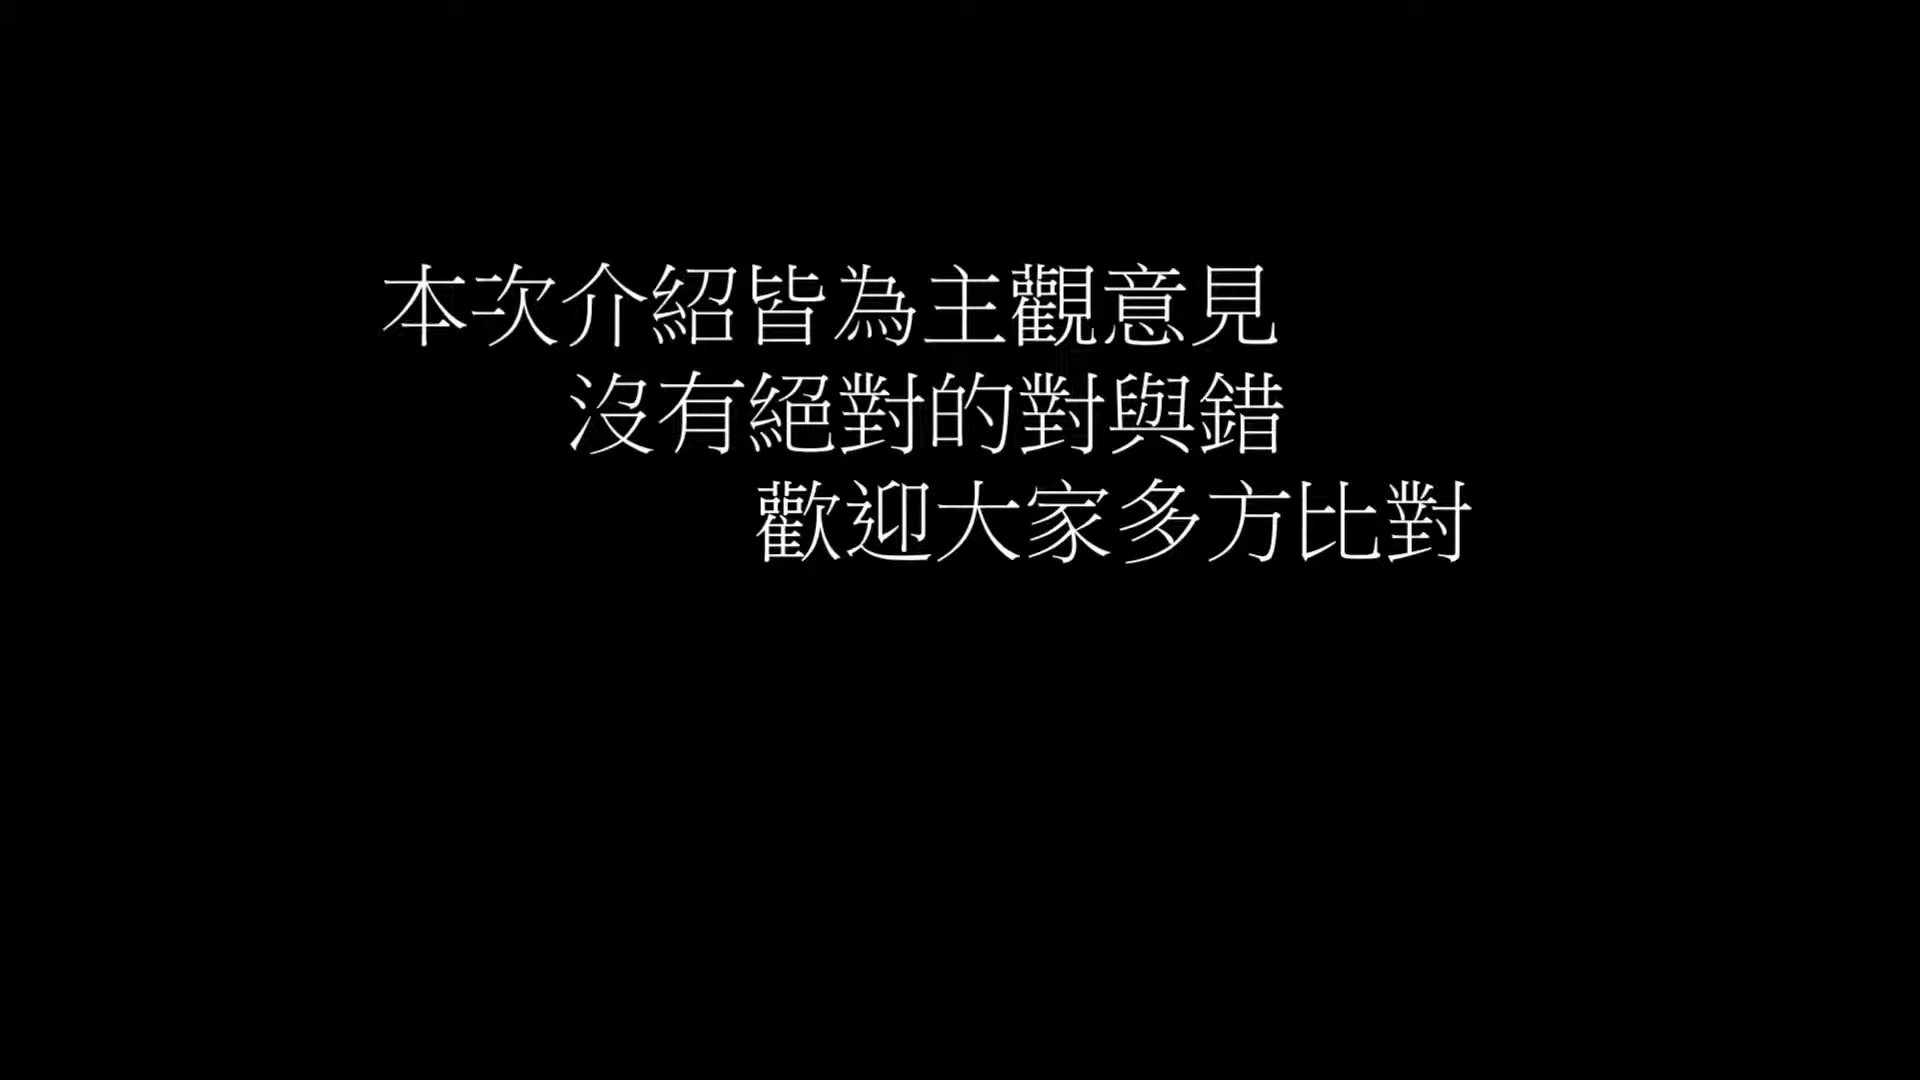 本次介紹皆為主觀意見
沒有絕對的對與錯
歡迎大家多方比對